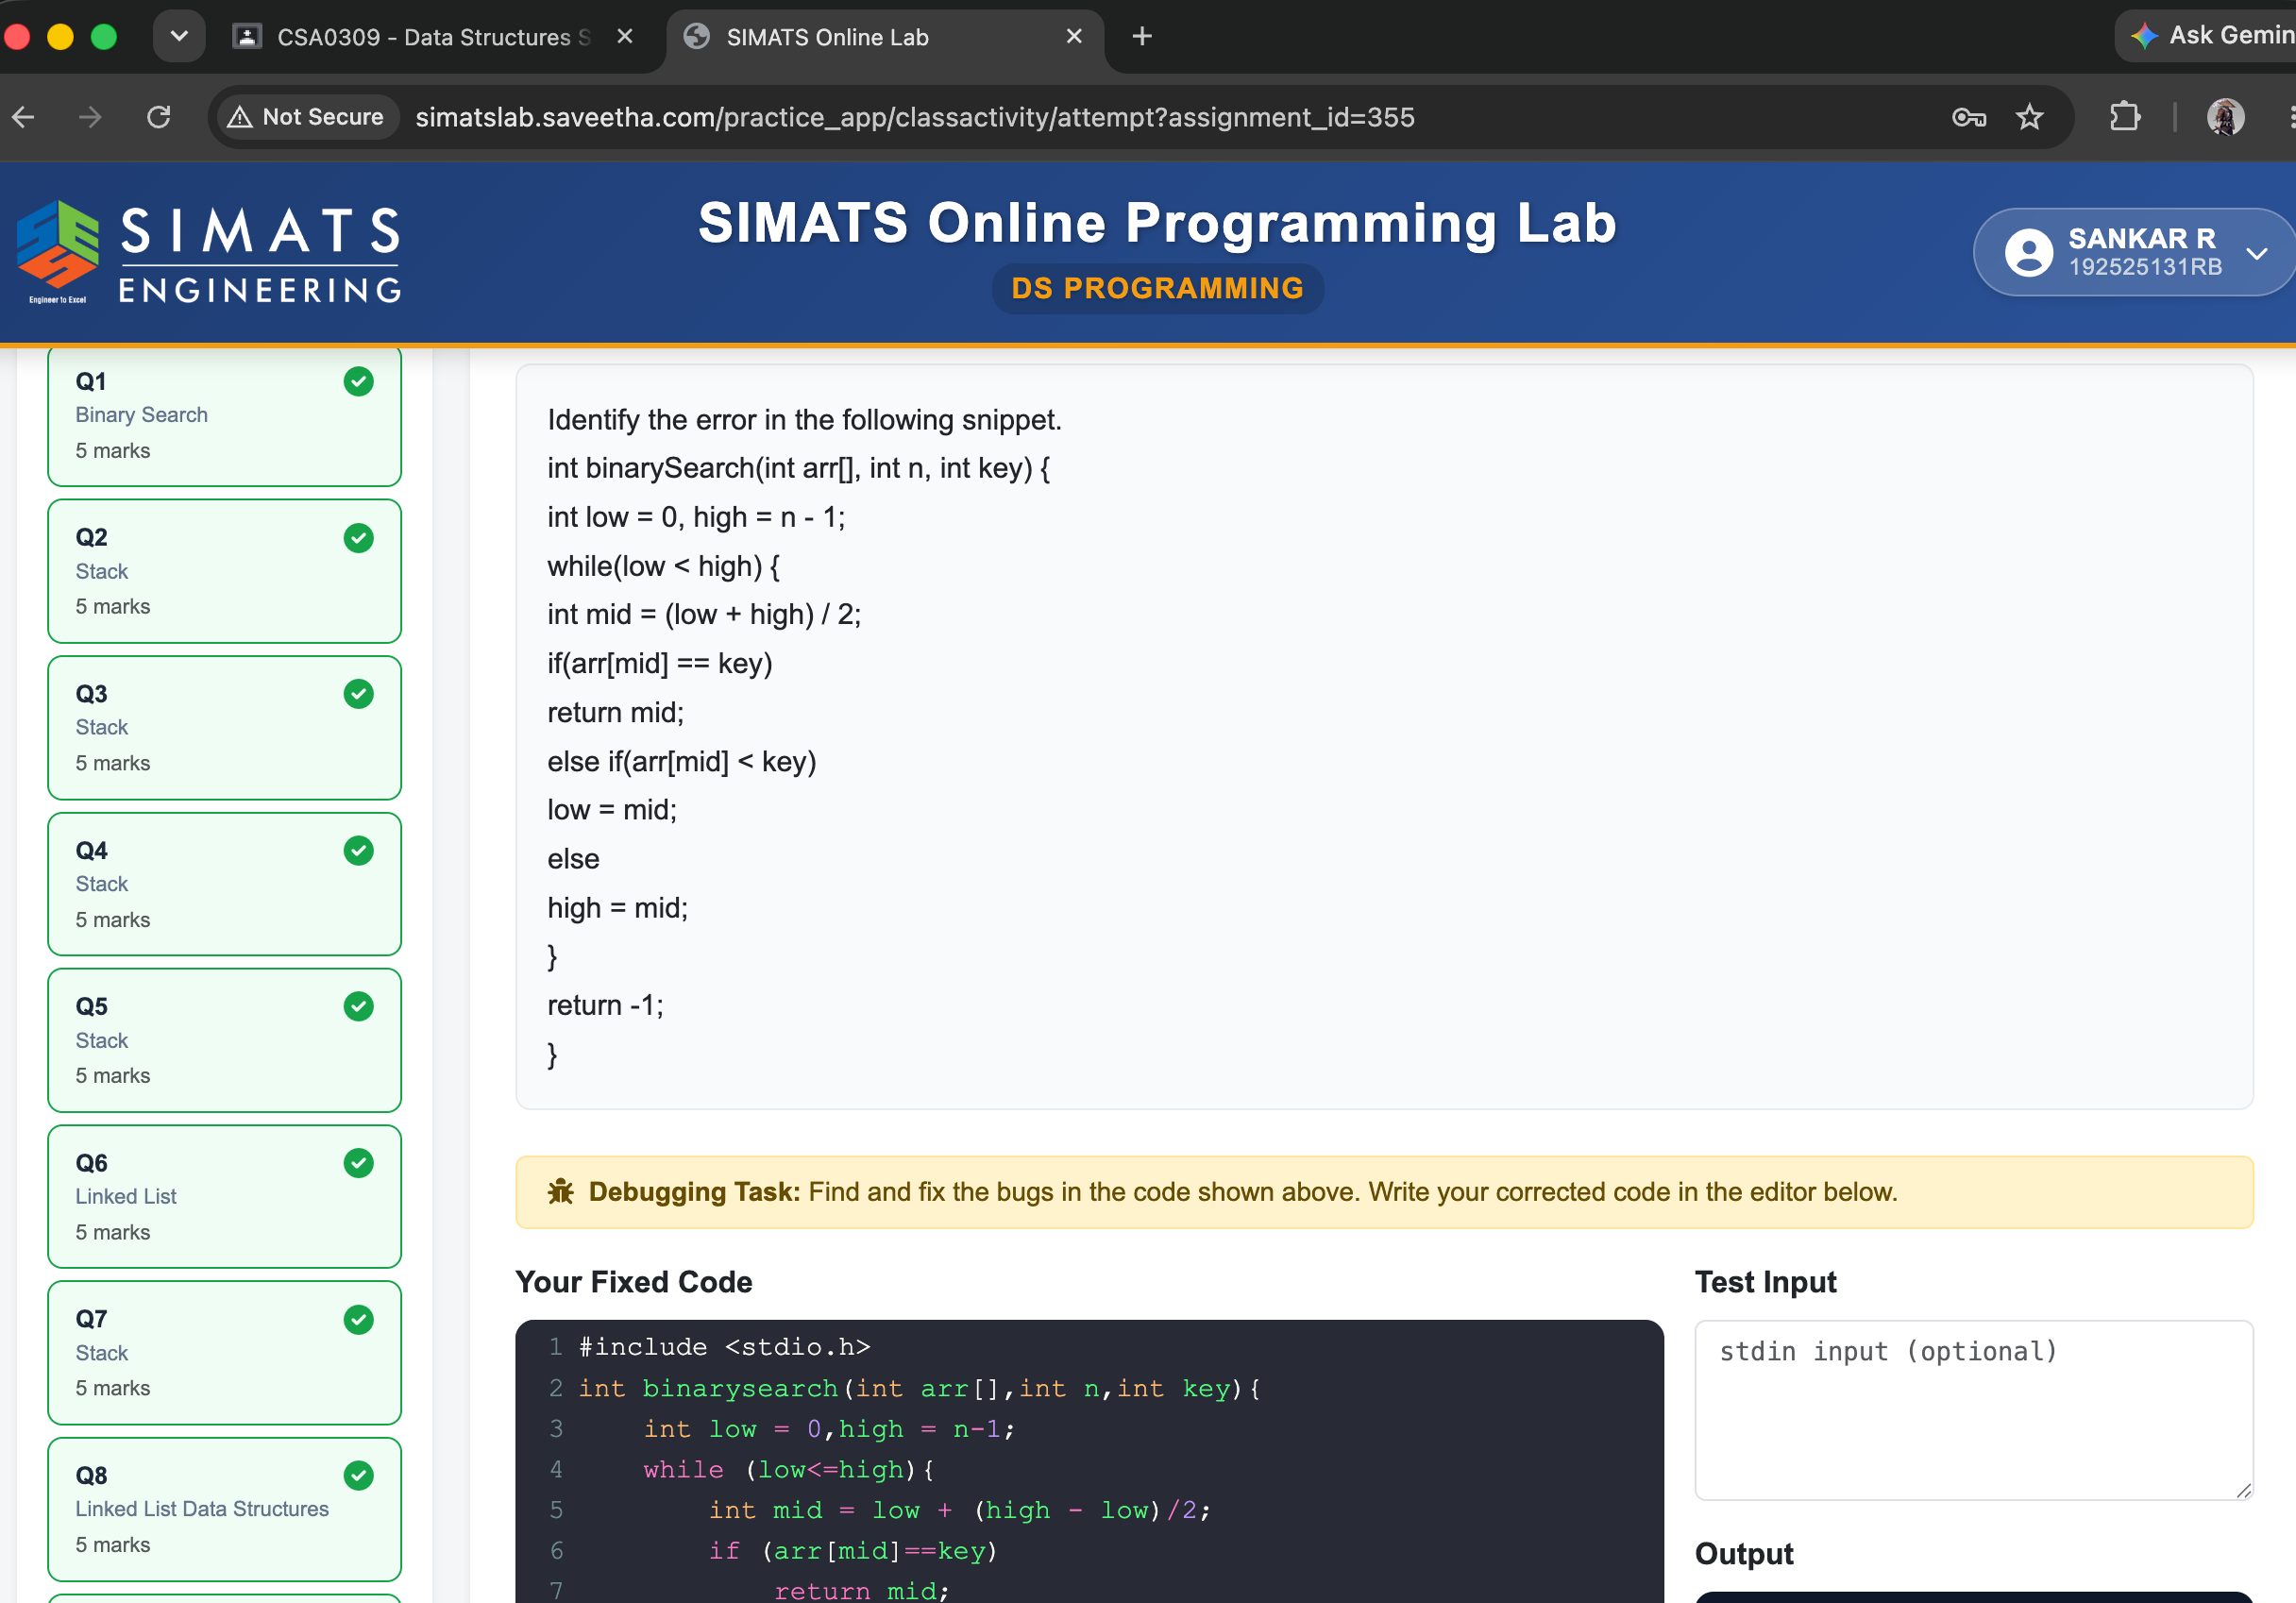 CSA0309 - Data Structures S
SIMATS Online Lab
Ask Gemin
Not Secure
simatslab.saveetha.com/practice_app/classactivity/attempt?assignment_id=355
SIMATS
ENGINEERING
Engineer to Excel
SIMATS Online Programming Lab
DS PROGRAMMING
SANKAR R
192525131RB
Q1
Binary Search
5 marks
Q2
Stack
5 marks
Q3
Stack
5 marks
Q4
Stack
5 marks
Q5
Stack
5 marks
Q6
Linked List
5 marks
Q7
Stack
5 marks
Q8
Linked List Data Structures
5 marks
Identify the error in the following snippet.
int binarySearch(int arr[], int n, int key) {
int low = 0, high = n - 1;
while(low < high) {
int mid = (low + high) / 2;
if(arr[mid] == key)
return mid;
else if(arr[mid] < key)
low = mid;
else
high = mid;
}
return -1;
}
Debugging Task: Find and fix the bugs in the code shown above. Write your corrected code in the editor below.
Your Fixed Code
1 #include <stdio.h>
2 int binarysearch(int arr[],int n,int key){
3     int low = 0,high = n-1;
4     while (low<=high){
5         int mid = low + (high - low)/2;
6         if (arr[mid]==key)
7             return mid;
Test Input
stdin input (optional)
Output